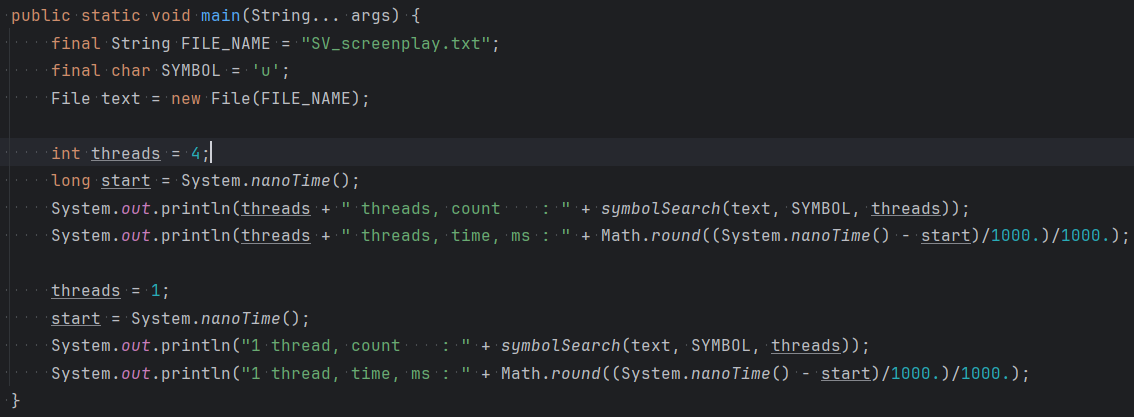 public static void main(String... args) {
    final String FILE_NAME = "SV_screenplay.txt";
    final char SYMBOL = 'u';
    File text = new File(FILE_NAME);

    int threads = 4;
    long start = System.nanoTime();
    System.out.println(threads + " threads, count    : " + symbolSearch(text, SYMBOL, threads));
    System.out.println(threads + " threads, time, ms : " + Math.round((System.nanoTime() - start)/1000.)/1000.);

    threads = 1;
    start = System.nanoTime();
    System.out.println("1 thread, count    : " + symbolSearch(text, SYMBOL, threads));
    System.out.println("1 thread, time, ms : " + Math.round((System.nanoTime() - start)/1000.)/1000.);
}